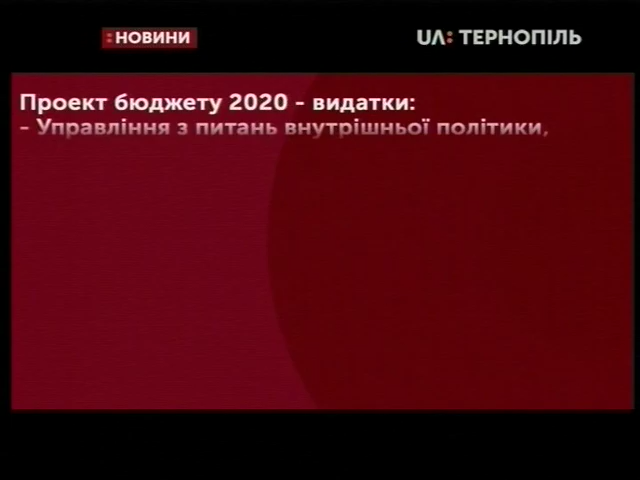 :НОВИНИ
UA: ТЕРНОПІЛЬ
Проект бюджету 2020 - видатки:
- Управління з питань внутрішньої політики,